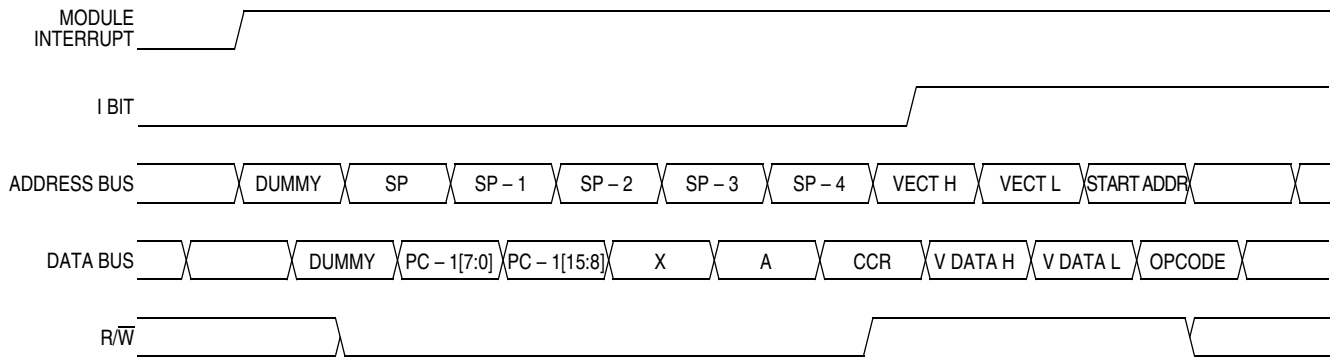 MODULE
INTERRUPT
I BIT
ADDRESS BUS DUMMY SP SP – 1 SP – 2 SP – 3 SP – 4 VECT H VECT L START ADDR
DATA BUS DUMMY PC – 1[7:0] PC – 1[15:8] X A CCR V DATA H V DATA L OPCODE
R/W̅